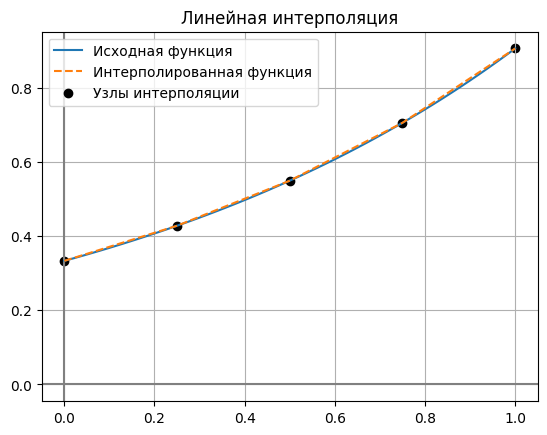 Линейная интерполяция
Исходная функция
Интерполированная функция
Узлы интерполяции
0.8
0.6
0.4
0.2
0.0
0.0 0.2 0.4 0.6 0.8 1.0